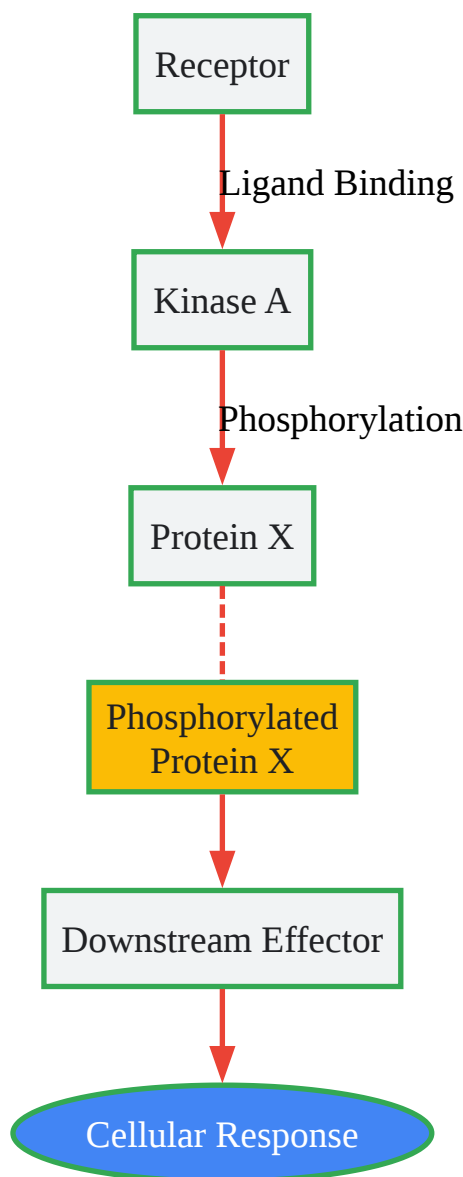 Receptor
Ligand Binding
Kinase A
Phosphorylation
Protein X
Phosphorylated
Protein X
Downstream Effector
Cellular Response